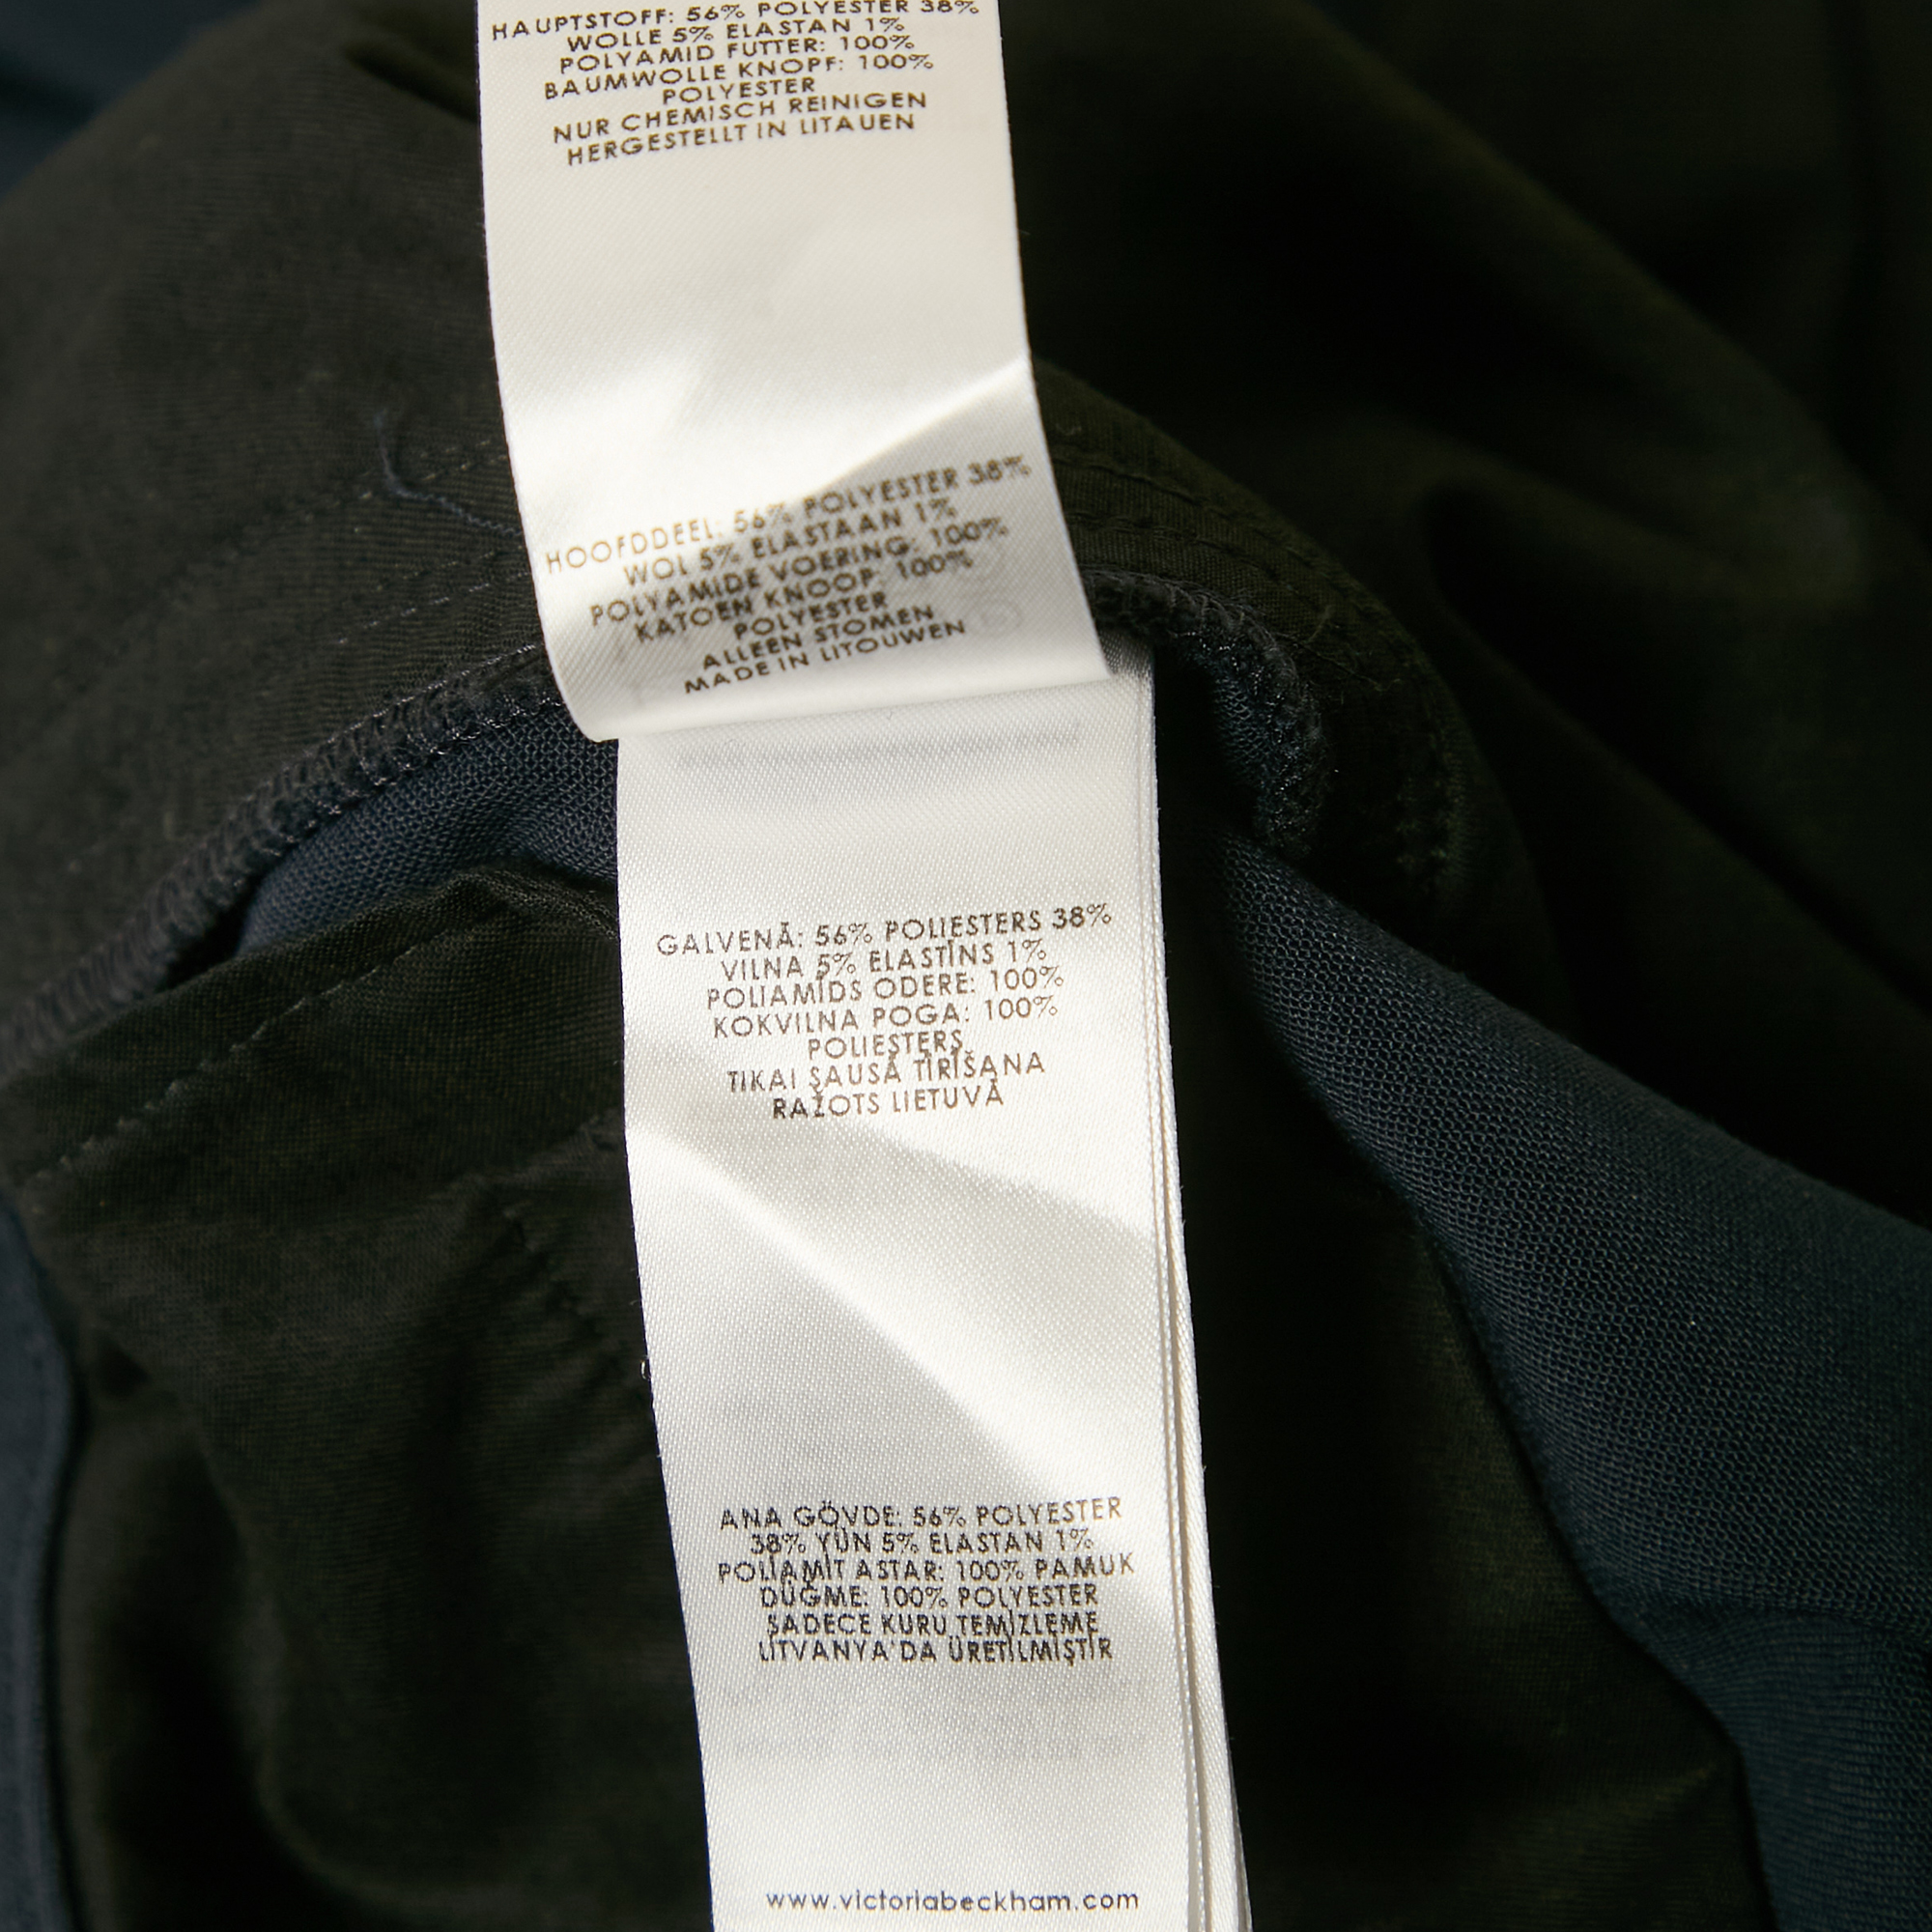 HAUPTSTOFF: 56% POLYESTER 38%
WOLLE 5% ELASTAN 1%
POLYAMID FUTTER: 100%
BAUMWOLLE KNOPF: 100%
POLYESTER
NUR CHEMISCH REINIGEN
HERGESTELLT IN LITAUEN
HOOFDDEEL: 56% POLYESTER 38%
WOL 5% ELASTAAN 1%
POLYAMIDE VOERING: 100%
KATOEN KNOOP: 100%
POLYESTER
ALLEEN STOMEN
MADE IN LITOUWEN
GALVENĀ: 56% POLIESTERS 38%
VILNA 5% ELASTĪNS 1%
POLIAMĪDS ODERE: 100%
KOKVILNA POGA: 100%
POLIESTERS
TIKAI SAUSĀ TĪRĪŠANA
RAŽOTS LIETUVĀ
ANA GÖVDE: 56% POLYESTER
38% YÜN 5% ELASTAN 1%
POLİAMİT ASTAR: 100% PAMUK
DÜĞME: 100% POLYESTER
SADECE KURU TEMİZLEME
LİTVANYA'DA ÜRETİLMİŞTİR
www.victoriabeckham.com